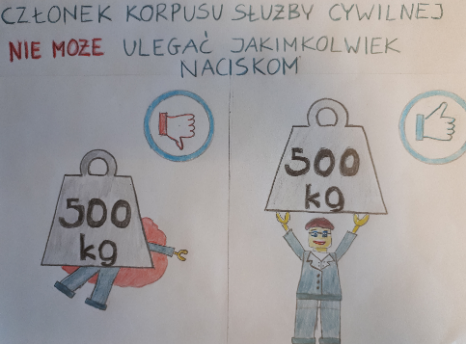 CZŁONEK KORPUSU SŁUŻBY CYWILNEJ
NIE MOŻE ULEGAĆ JAKIMKOLWIEK
NACISKOM
500
kg
500
kg